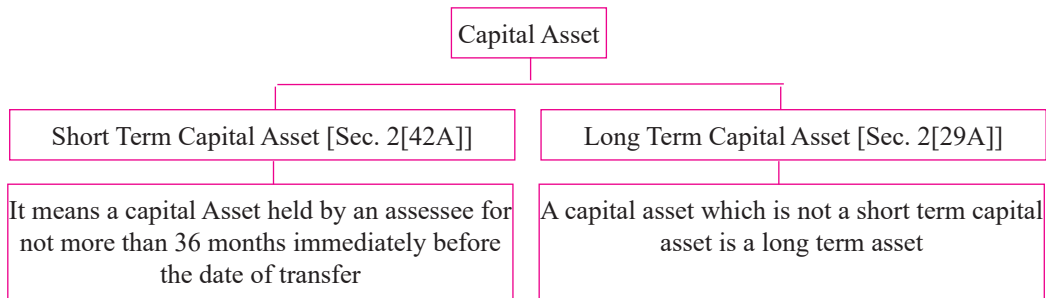 Capital Asset
Short Term Capital Asset [Sec. 2[42A]]
Long Term Capital Asset [Sec. 2[29A]]
It means a capital Asset held by an assessee for
not more than 36 months immediately before
the date of transfer
A capital asset which is not a short term capital
asset is a long term asset